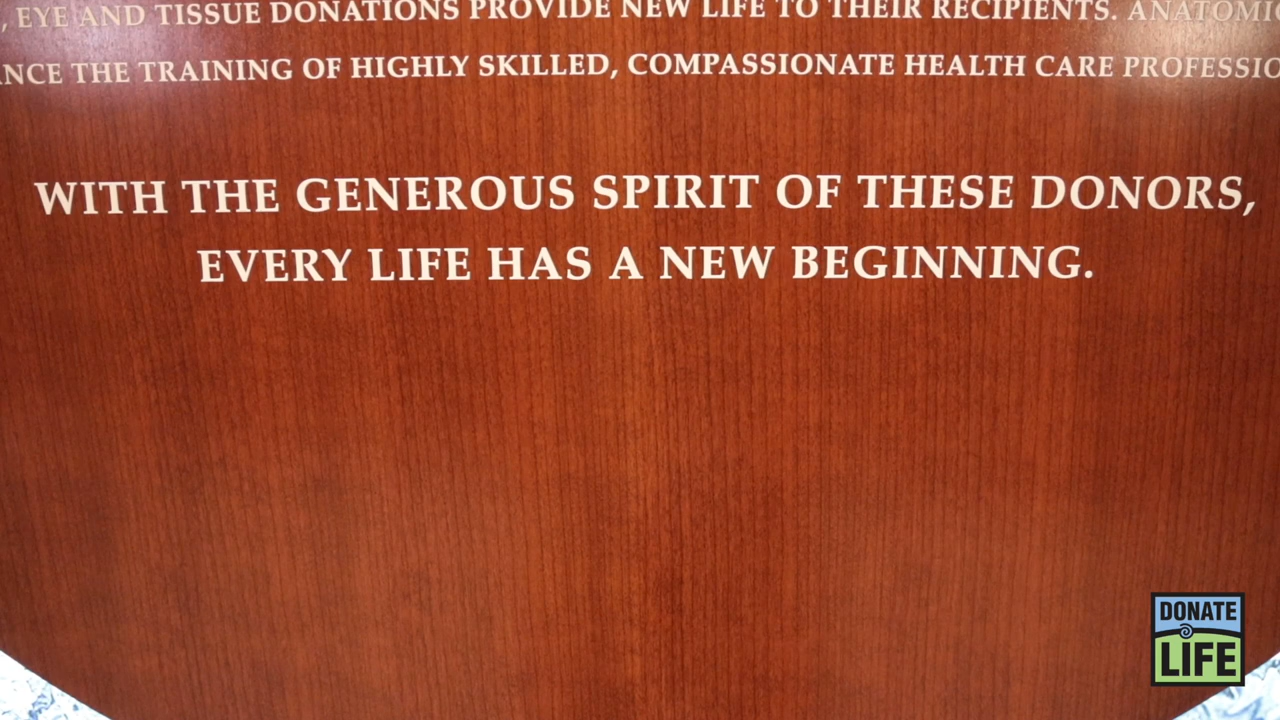 , EYE AND TISSUE DONATIONS PROVIDE NEW LIFE TO THEIR RECIPIENTS.
THE TRAINING OF HIGHLY SKILLED, COMPASSIONATE HEALTH CARE
WITH THE GENEROUS SPIRIT OF THESE DONORS,
EVERY LIFE HAS A NEW BEGINNING.
DONATE
LIFE